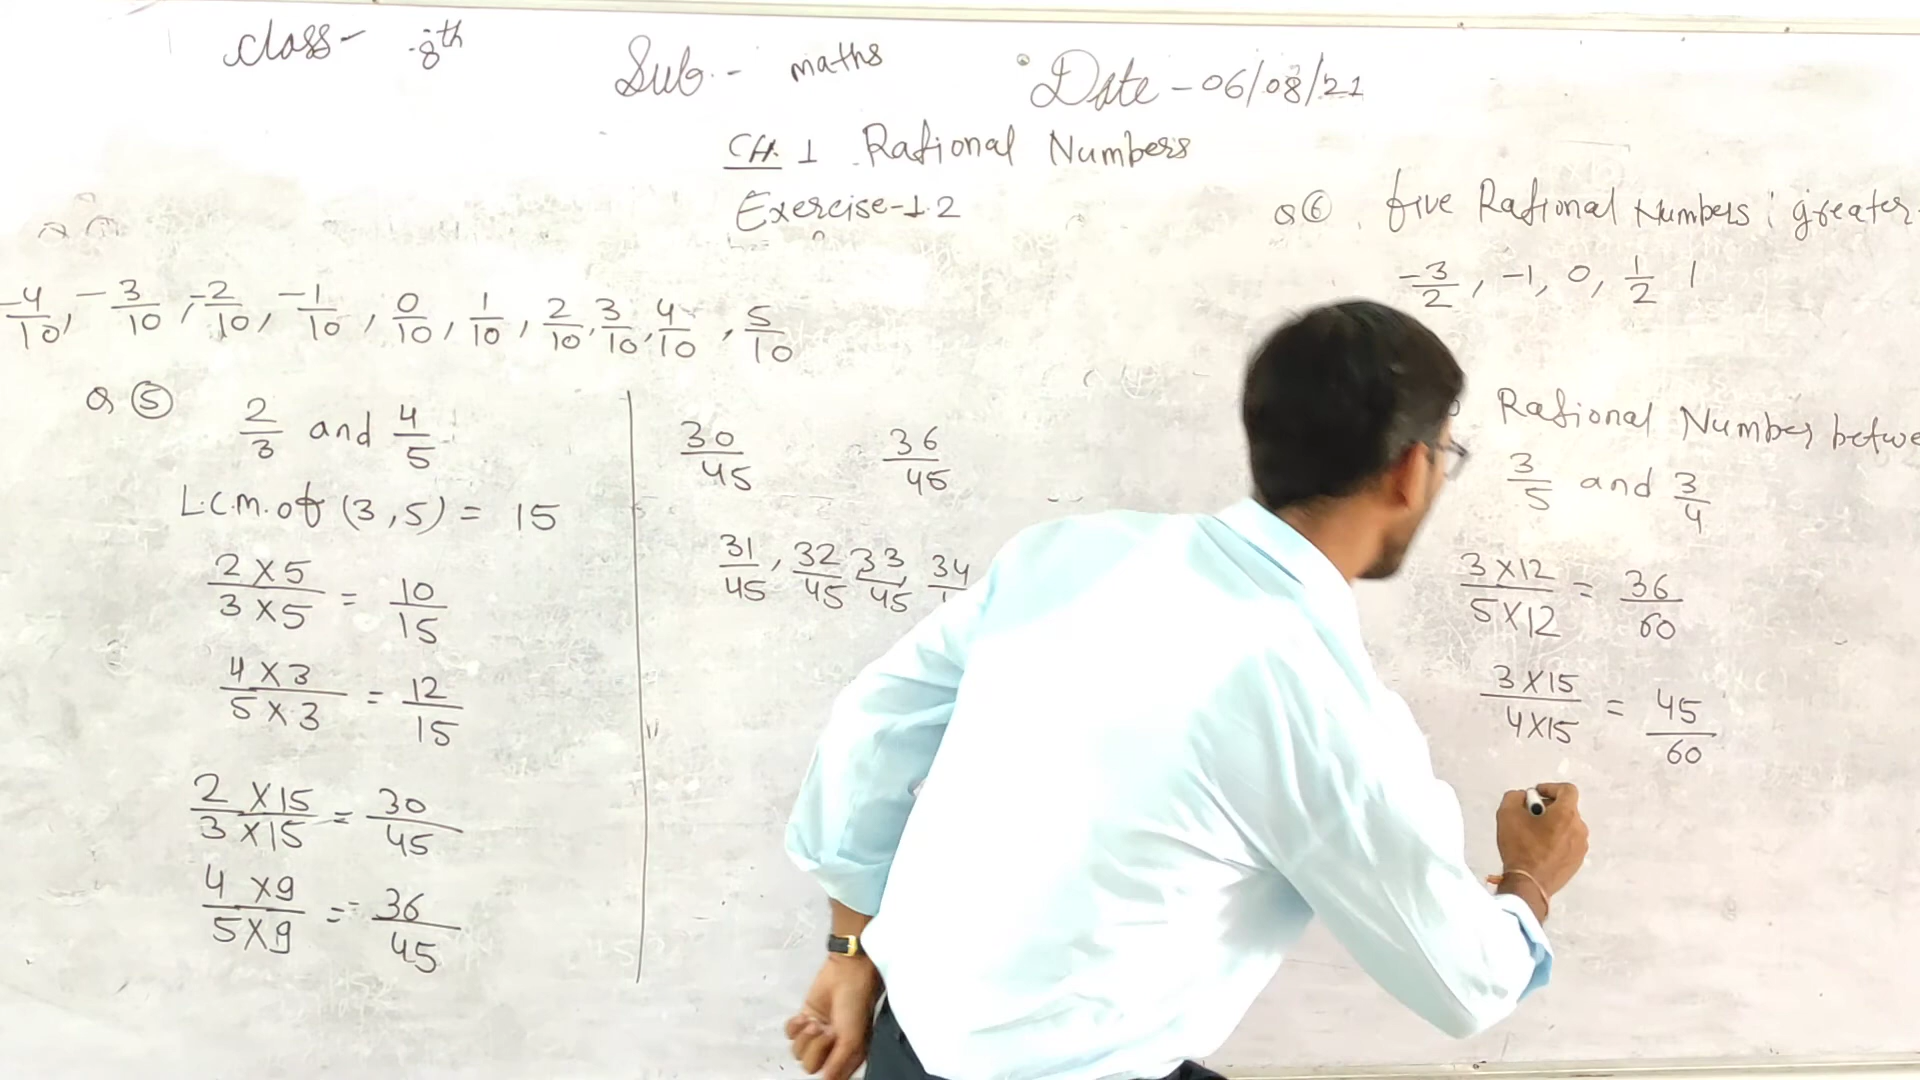 class- 8th
Sub.- maths
Date - 06/08/21
CH. 1 Rational Numbers
Exercise-1.2
-4/10, -3/10, -2/10, -1/10, 0/10, 1/10, 2/10, 3/10, 4/10, 5/10
Q ⑤ 2/3 and 4/5
L.C.M. of (3,5) = 15
2 X 5 / 3 X 5 = 10/15
4 X 3 / 5 X 3 = 12/15
2 X 15 / 3 X 15 = 30/45
4 X 9 / 5 X 9 = 36/45
30/45 36/45
31/45, 32/45 33/45, 34
Q ⑥. five Rational Numbers greater
-3/2, -1, 0, 1/2 1
Rational Number betwe
3/5 and 3/4
3 X 12 / 5 X 12 = 36/60
3 X 15 / 4 X 15 = 45/60